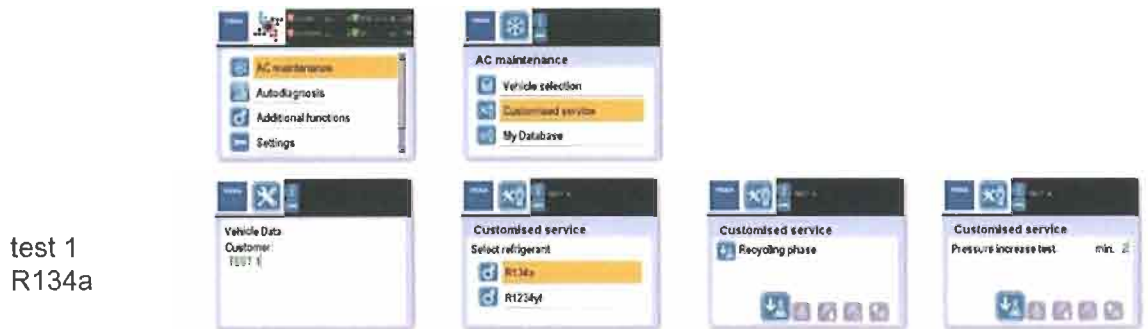 AC maintenance
Autodiagnosis
Additional functions
Settings
AC maintenance
Vehicle selection
Customised service
My Database
test 1
R134a
Vehicle Data
Customer:
TEST 1
Customised service
Select refrigerant
R134a
R1234yf
Customised service
Recycling phase
Customised service
Pressure increase test min. 2